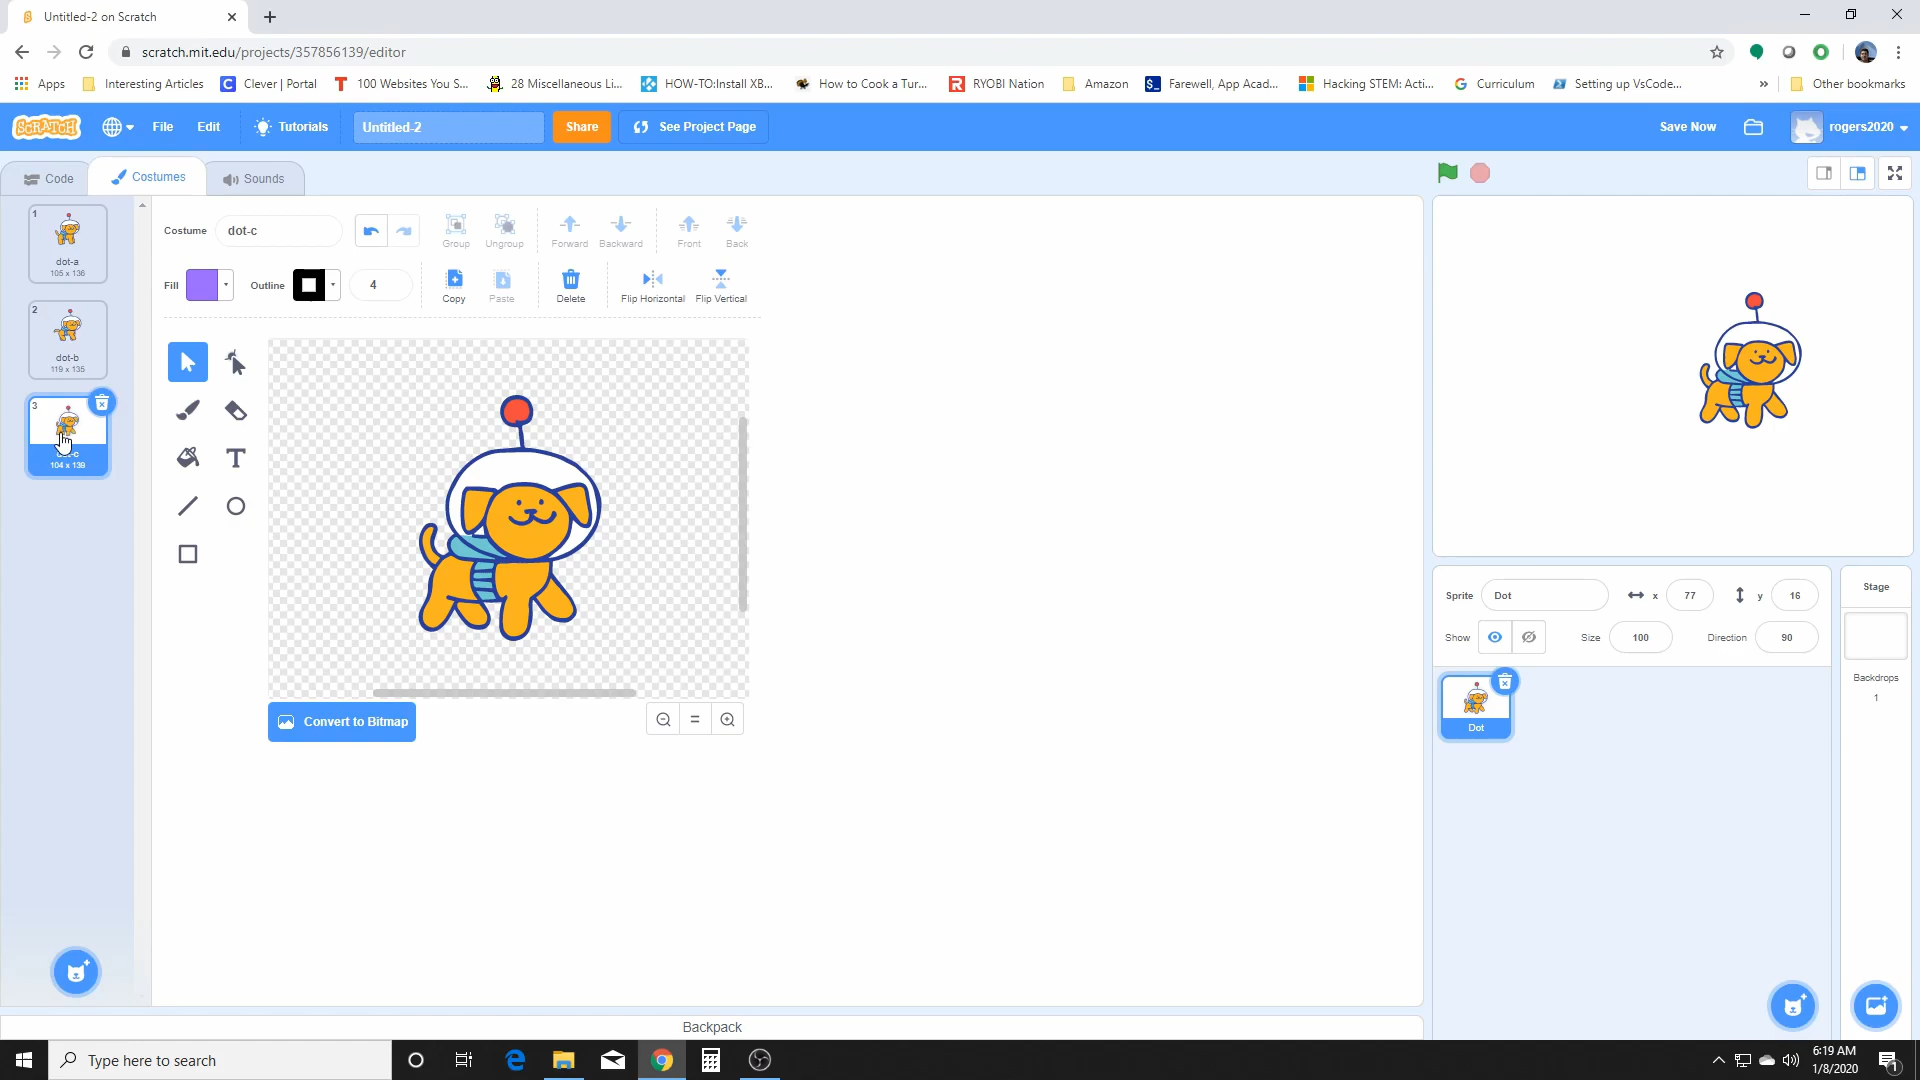 Untitled-2 on Scratch
scratch.mit.edu/projects/357856139/editor
Apps Interesting Articles Clever | Portal 100 Websites You S... 28 Miscellaneous Li... HOW-TO:Install XB... How to Cook a Tur... RYOBI Nation Amazon Farewell, App Acad... Hacking STEM: Acti... Curriculum Setting up VsCode... » Other bookmarks
SCRATCH File Edit Tutorials Untitled-2 Share See Project Page Save Now rogers2020
Code Costumes Sounds
1
dot-a
105 x 136
2
dot-b
119 x 135
3
104 x 139
Costume dot-c Group Ungroup Forward Backward Front Back
Fill Outline 4 Copy Paste Delete Flip Horizontal Flip Vertical
T
Convert to Bitmap
Sprite Dot x 77 y 16
Show Size 100 Direction 90
Dot
Stage
Backdrops
1
Backpack
Type here to search
6:19 AM
1/8/2020
1